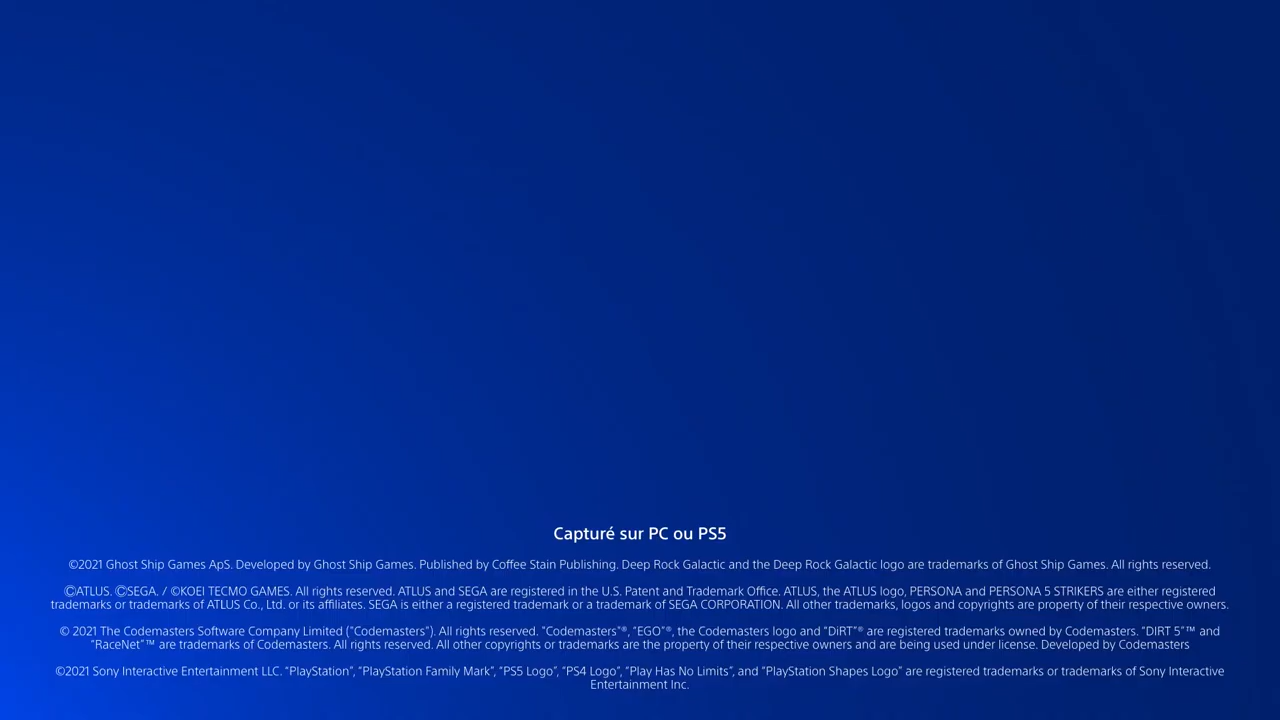 Capturé sur PC ou PS5
©2021 Ghost Ship Games ApS. Developed by Ghost Ship Games. Published by Coffee Stain Publishing. Deep Rock Galactic and the Deep Rock Galactic logo are trademarks of Ghost Ship Games. All rights reserved.
ⒸATLUS. ⒸSEGA. / ©KOEI TECMO GAMES. All rights reserved. ATLUS and SEGA are registered in the U.S. Patent and Trademark Office. ATLUS, the ATLUS logo, PERSONA and PERSONA 5 STRIKERS are either registered
trademarks or trademarks of ATLUS Co., Ltd. or its affiliates. SEGA is either a registered trademark or a trademark of SEGA CORPORATION. All other trademarks, logos and copyrights are property of their respective owners.
© 2021 The Codemasters Software Company Limited ("Codemasters"). All rights reserved. "Codemasters"®, "EGO"®, the Codemasters logo and "DiRT"® are registered trademarks owned by Codemasters. "DIRT 5"™ and
"RaceNet"™ are trademarks of Codemasters. All rights reserved. All other copyrights or trademarks are the property of their respective owners and are being used under license. Developed by Codemasters
©2021 Sony Interactive Entertainment LLC. "PlayStation", "PlayStation Family Mark", "PS5 Logo", "PS4 Logo", "Play Has No Limits", and "PlayStation Shapes Logo" are registered trademarks or trademarks of Sony Interactive
Entertainment Inc.